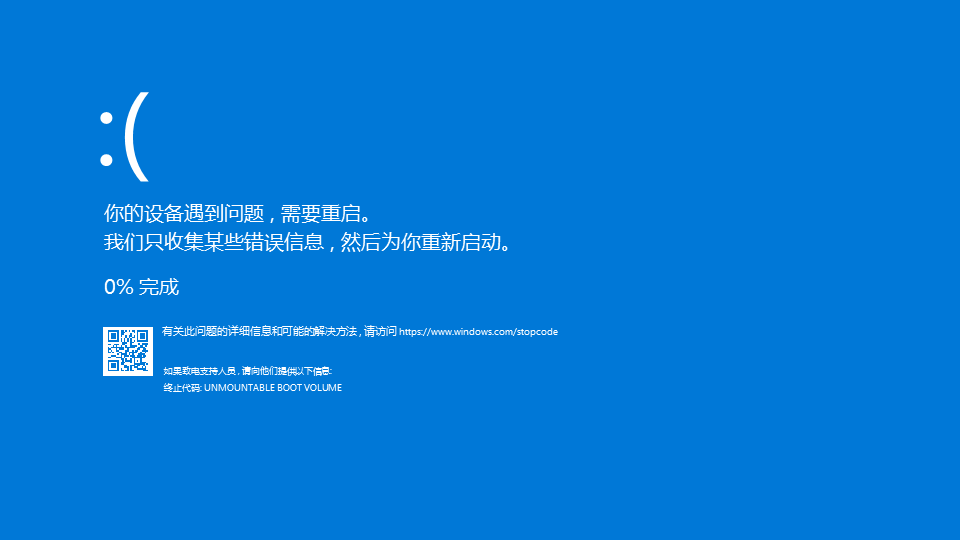 :(
你的设备遇到问题，需要重启。
我们只收集某些错误信息，然后为你重新启动。
0% 完成
有关此问题的详细信息和可能的解决方法，请访问 https://www.windows.com/stopcode
如果致电支持人员，请向他们提供以下信息:
终止代码: UNMOUNTABLE BOOT VOLUME